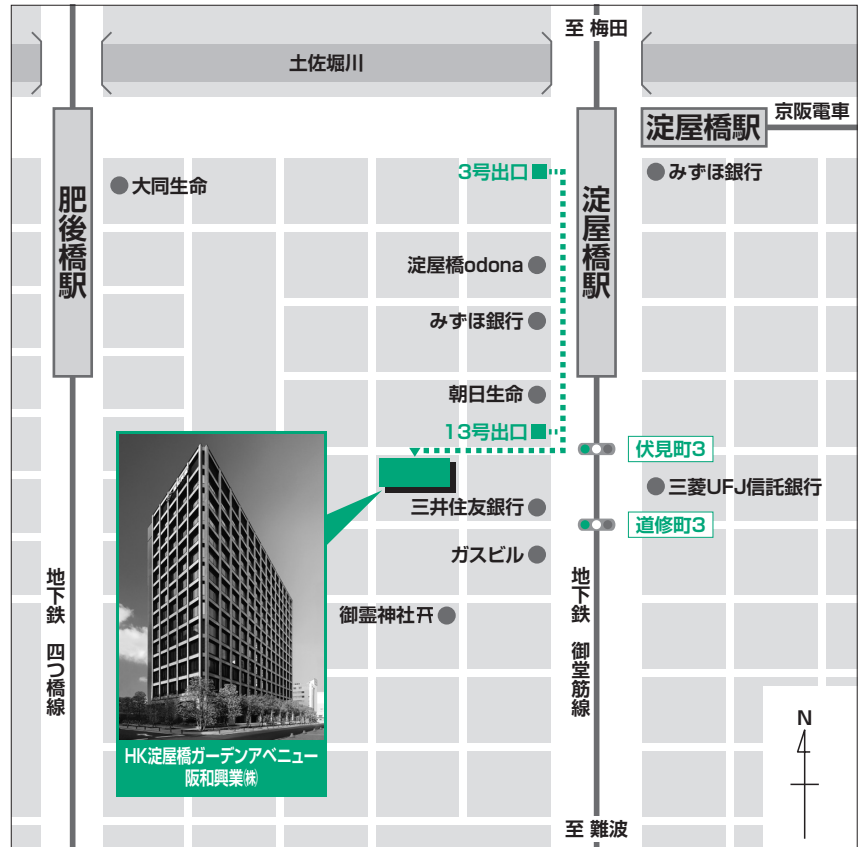 至 梅田
土佐堀川
京阪電車
淀屋橋駅
3号出口
みずほ銀行
大同生命
肥後橋駅
淀屋橋駅
淀屋橋odona
みずほ銀行
朝日生命
13号出口
伏見町3
三菱UFJ信託銀行
三井住友銀行
道修町3
ガスビル
地下鉄 四つ橋線
地下鉄 御堂筋線
御霊神社
HK淀屋橋ガーデンアベニュー
阪和興業㈱
N
至 難波